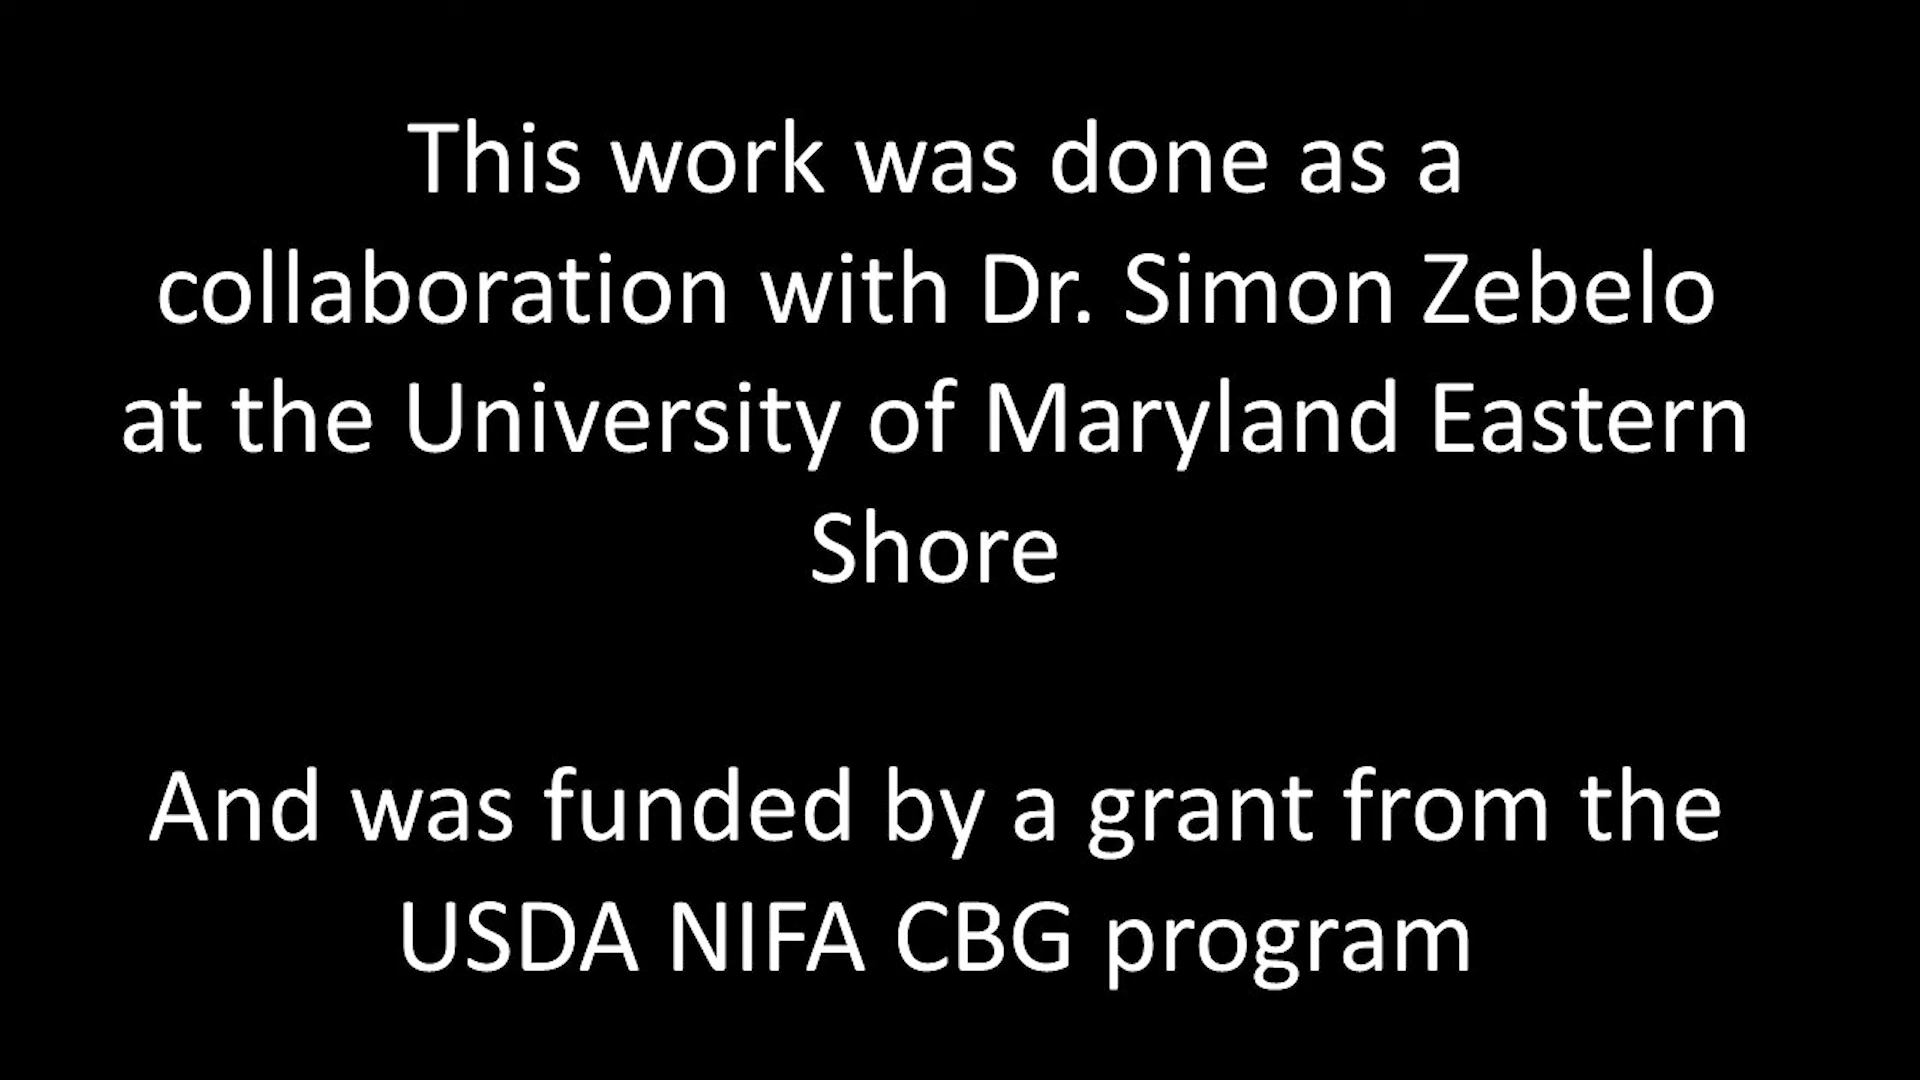 This work was done as a
collaboration with Dr. Simon Zebelo
at the University of Maryland Eastern
Shore
And was funded by a grant from the
USDA NIFA CBG program